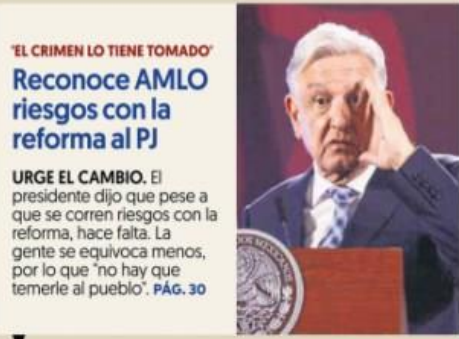 'EL CRIMEN LO TIENE TOMADO'
Reconoce AMLO
riesgos con la
reforma al PJ
URGE EL CAMBIO. El
presidente dijo que pese a
que se corren riesgos con la
reforma, hace falta. La
gente se equivoca menos,
por lo que "no hay que
temerle al pueblo". PÁG. 30
DOS MEXICANOS